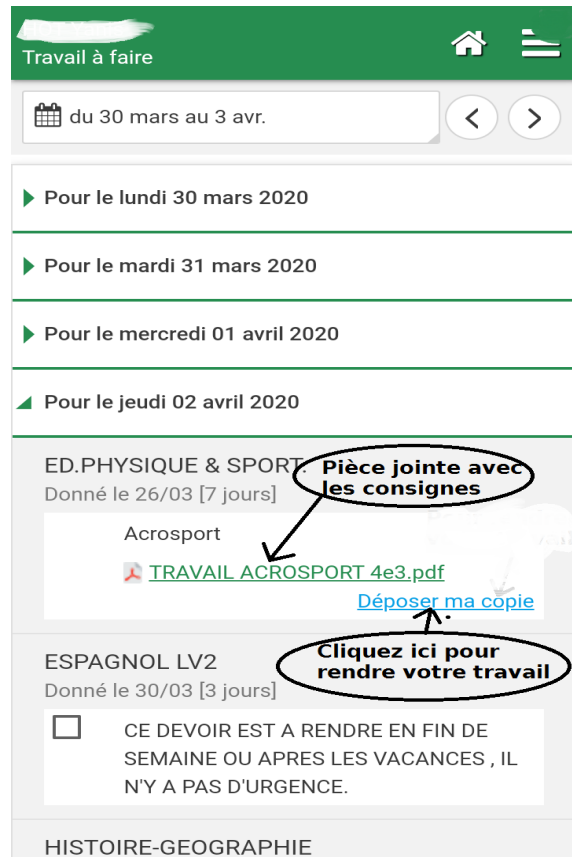 Travail à faire
du 30 mars au 3 avr.
Pour le lundi 30 mars 2020
Pour le mardi 31 mars 2020
Pour le mercredi 01 avril 2020
Pour le jeudi 02 avril 2020
ED.PHYSIQUE & SPORT.
Pièce jointe avec
les consignes
Donné le 26/03 [7 jours]
Acrosport
TRAVAIL ACROSPORT 4e3.pdf
Déposer ma copie
Cliquez ici pour
rendre votre travail
ESPAGNOL LV2
Donné le 30/03 [3 jours]
CE DEVOIR EST A RENDRE EN FIN DE
SEMAINE OU APRES LES VACANCES , IL
N'Y A PAS D'URGENCE.
HISTOIRE-GEOGRAPHIE